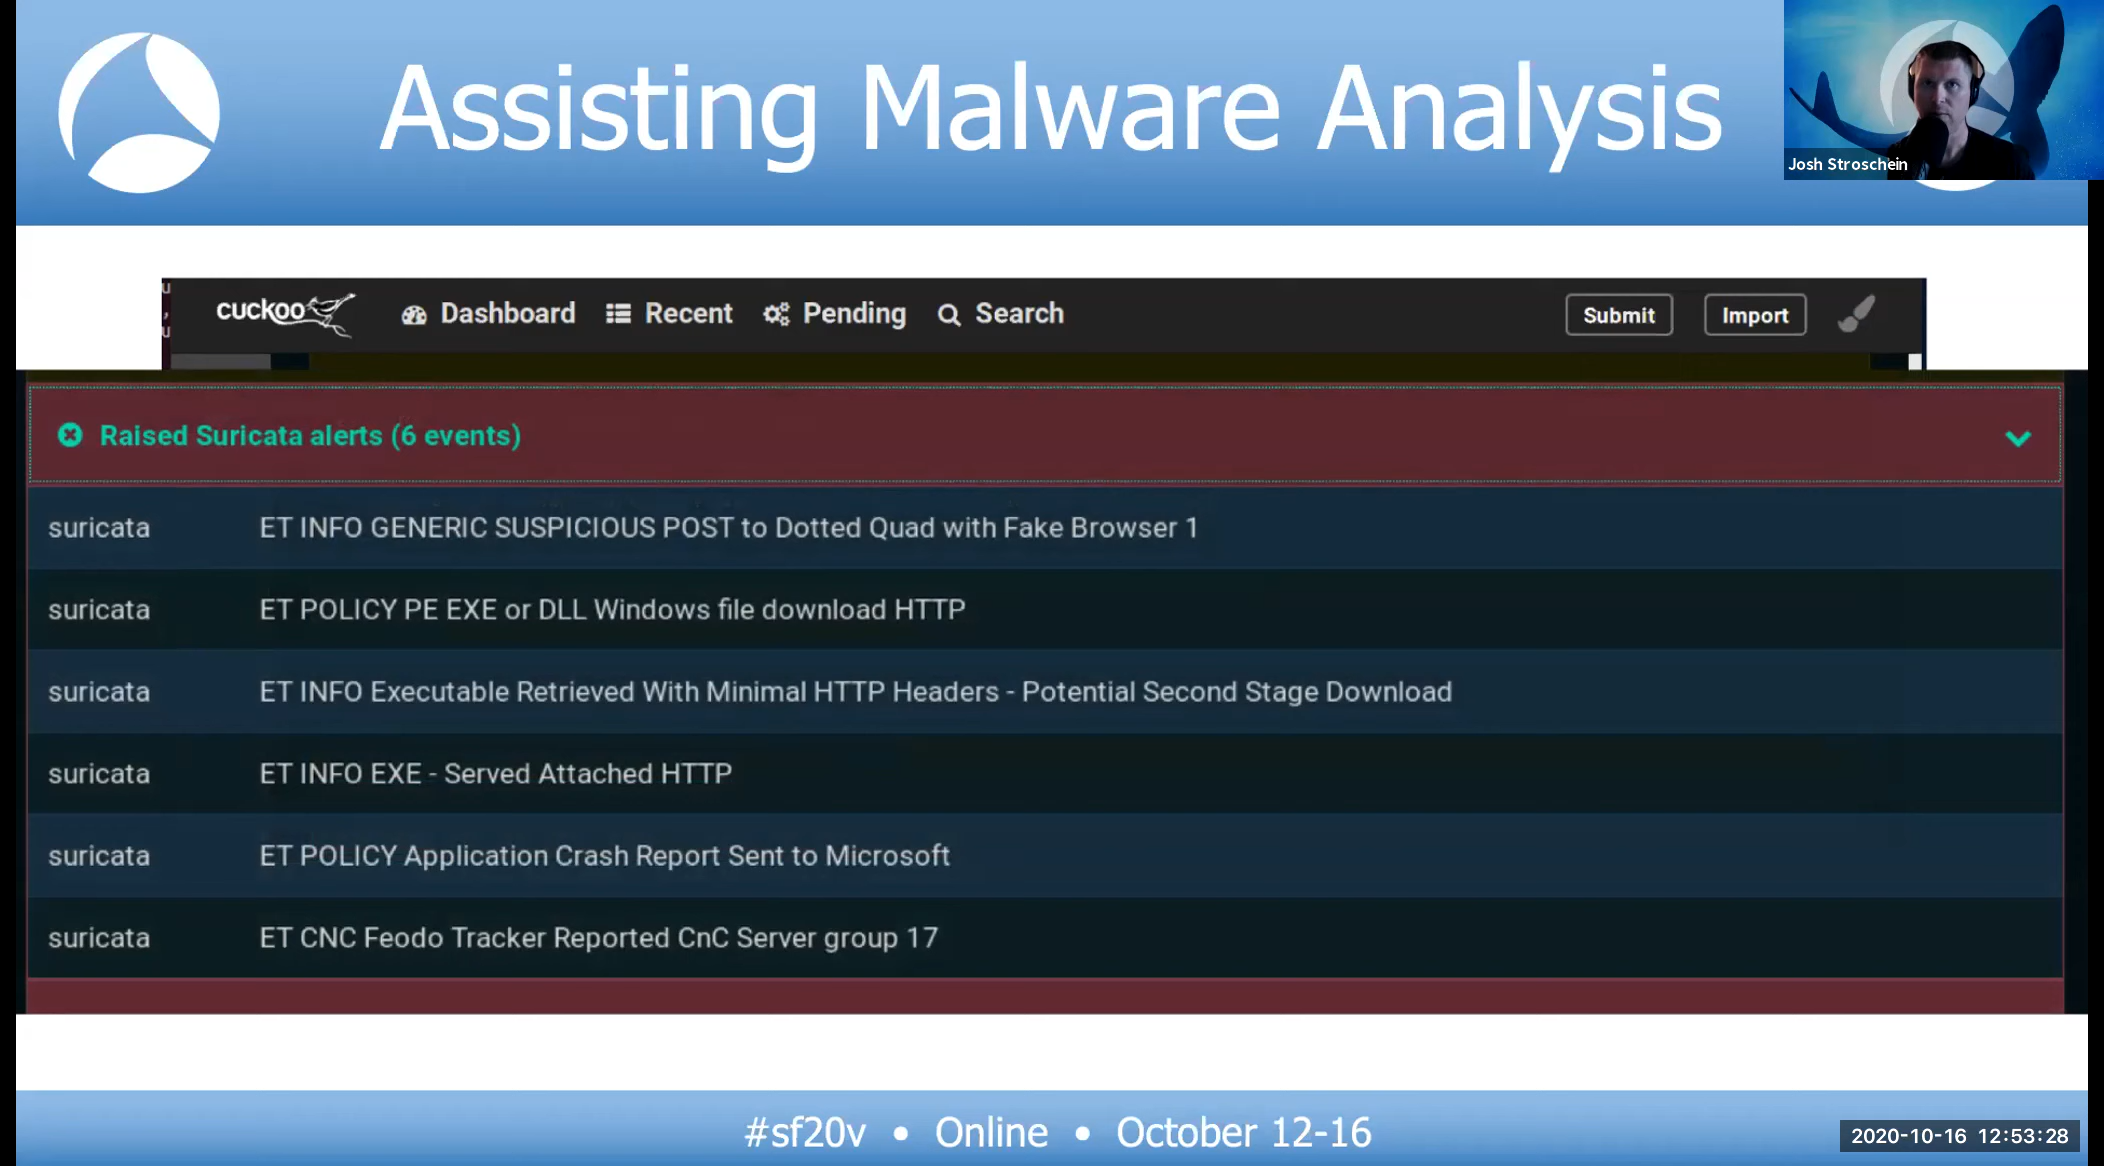 Assisting Malware Analysis
Josh Stroschein
u
,
u
cuckoo Dashboard Recent Pending Search Submit Import
Raised Suricata alerts (6 events)
suricata ET INFO GENERIC SUSPICIOUS POST to Dotted Quad with Fake Browser 1
suricata ET POLICY PE EXE or DLL Windows file download HTTP
suricata ET INFO Executable Retrieved With Minimal HTTP Headers - Potential Second Stage Download
suricata ET INFO EXE - Served Attached HTTP
suricata ET POLICY Application Crash Report Sent to Microsoft
suricata ET CNC Feodo Tracker Reported CnC Server group 17
#sf20v • Online • October 12-16
2020-10-16 12:53:28